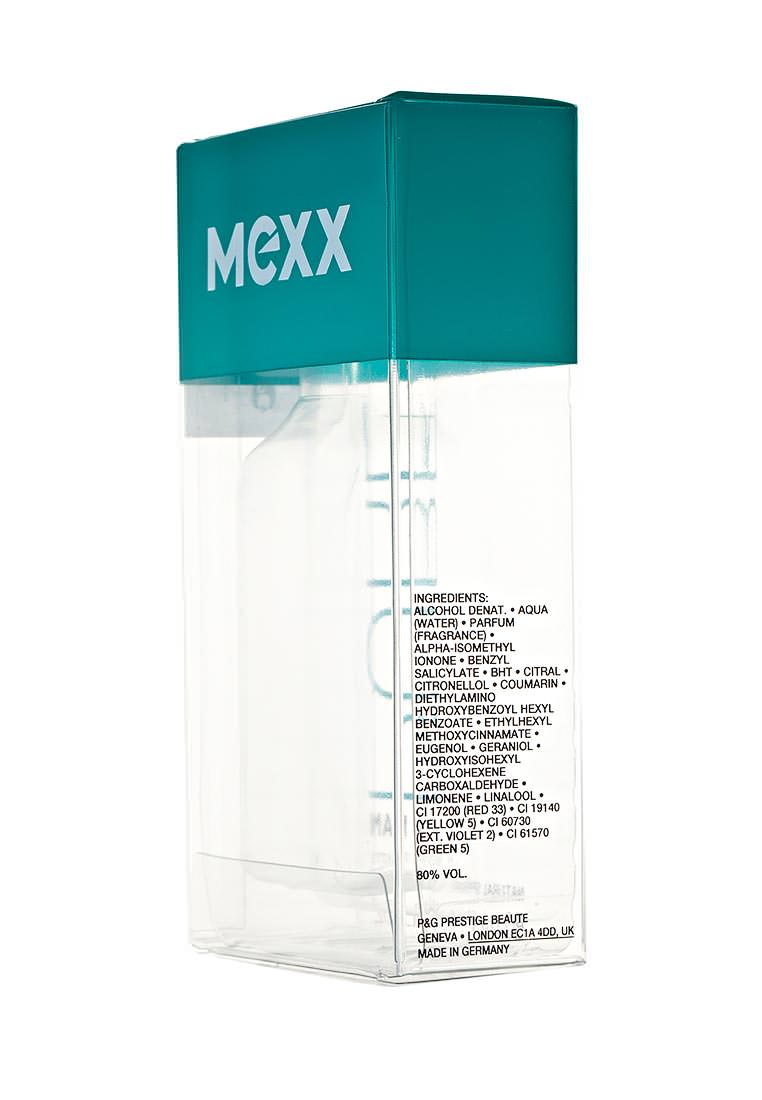 Mexx
INGREDIENTS:
ALCOHOL DENAT. • AQUA
(WATER) • PARFUM
(FRAGRANCE) •
ALPHA-ISOMETHYL
IONONE • BENZYL
SALICYLATE • BHT • CITRAL •
CITRONELLOL • COUMARIN •
DIETHYLAMINO
HYDROXYBENZOYL HEXYL
BENZOATE • ETHYLHEXYL
METHOXYCINNAMATE •
EUGENOL • GERANIOL •
HYDROXYISOHEXYL
3-CYCLOHEXENE
CARBOXALDEHYDE •
LIMONENE • LINALOOL •
CI 17200 (RED 33) • CI 19140
(YELLOW 5) • CI 60730
(EXT. VIOLET 2) • CI 61570
(GREEN 5)
80% VOL.
P&G PRESTIGE BEAUTE
GENEVA • LONDON EC1A 4DD, UK
MADE IN GERMANY